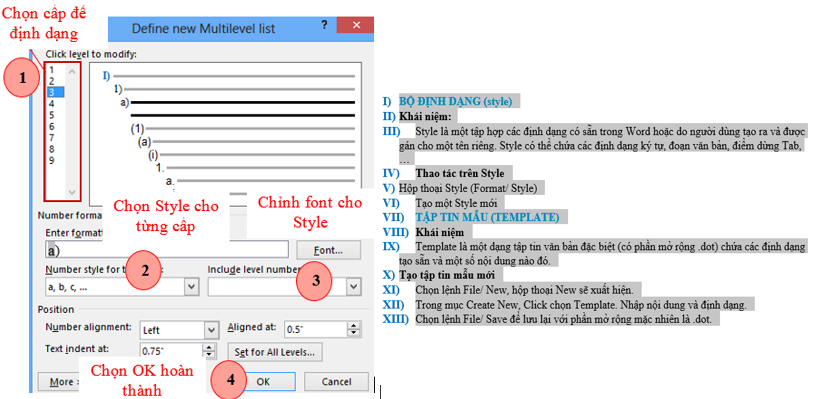 Chọn cấp để
định dạng
Define new Multilevel list
?
Click level to modify:
1
1
2
3
4
5
6
7
8
9
I)
1)
a)
(1)
(a)
(i)
1.
a.
Chọn Style cho
từng cấp
Chỉnh font cho
Style
Number forma
Enter formatt
a)
Font...
Number style for t
2
Include level number
3
a, b, c, ...
Position
Number alignment:
Left
Aligned at:
0.5"
Text indent at:
0.75"
Set for All Levels...
Chọn OK hoàn
thành
4
More >
OK
Cancel
I) BỘ ĐỊNH DẠNG (style)
II) Khái niệm:
III) Style là một tập hợp các định dạng có sẵn trong Word hoặc do người dùng tạo ra và được
gán cho một tên riêng. Style có thể chứa các định dạng ký tự, đoạn văn bản, điểm dừng Tab,
…
IV) Thao tác trên Style
V) Hộp thoại Style (Format/ Style)
VI) Tạo một Style mới
VII) TẬP TIN MẪU (TEMPLATE)
VIII) Khái niệm
IX) Template là một dạng tập tin văn bản đặc biệt (có phần mở rộng .dot) chứa các định dạng
tạo sẵn và một số nội dung nào đó.
X) Tạo tập tin mẫu mới
XI) Chọn lệnh File/ New, hộp thoại New sẽ xuất hiện.
XII) Trong mục Create New, Click chọn Template. Nhập nội dung và định dạng.
XIII) Chọn lệnh File/ Save để lưu lại với phần mở rộng mặc nhiên là .dot.